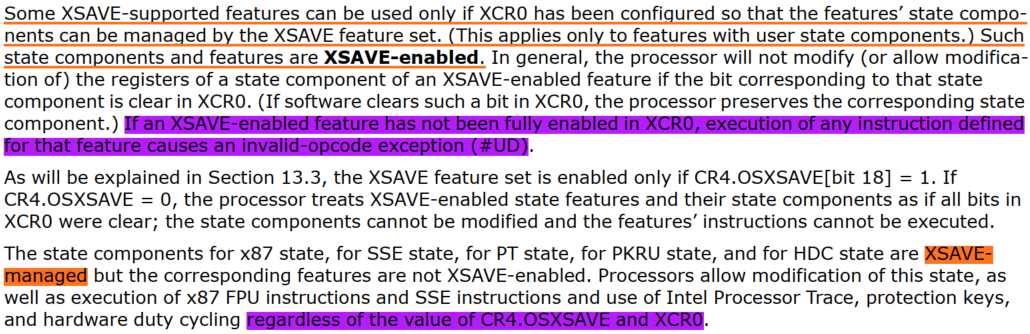 Some XSAVE-supported features can be used only if XCR0 has been configured so that the features’ state compo-
nents can be managed by the XSAVE feature set. (This applies only to features with user state components.) Such
state components and features are XSAVE-enabled. In general, the processor will not modify (or allow modifica-
tion of) the registers of a state component of an XSAVE-enabled feature if the bit corresponding to that state
component is clear in XCR0. (If software clears such a bit in XCR0, the processor preserves the corresponding state
component.) If an XSAVE-enabled feature has not been fully enabled in XCR0, execution of any instruction defined
for that feature causes an invalid-opcode exception (#UD).
As will be explained in Section 13.3, the XSAVE feature set is enabled only if CR4.OSXSAVE[bit 18] = 1. If
CR4.OSXSAVE = 0, the processor treats XSAVE-enabled state features and their state components as if all bits in
XCR0 were clear; the state components cannot be modified and the features’ instructions cannot be executed.
The state components for x87 state, for SSE state, for PT state, for PKRU state, and for HDC state are XSAVE-
managed but the corresponding features are not XSAVE-enabled. Processors allow modification of this state, as
well as execution of x87 FPU instructions and SSE instructions and use of Intel Processor Trace, protection keys,
and hardware duty cycling regardless of the value of CR4.OSXSAVE and XCR0.